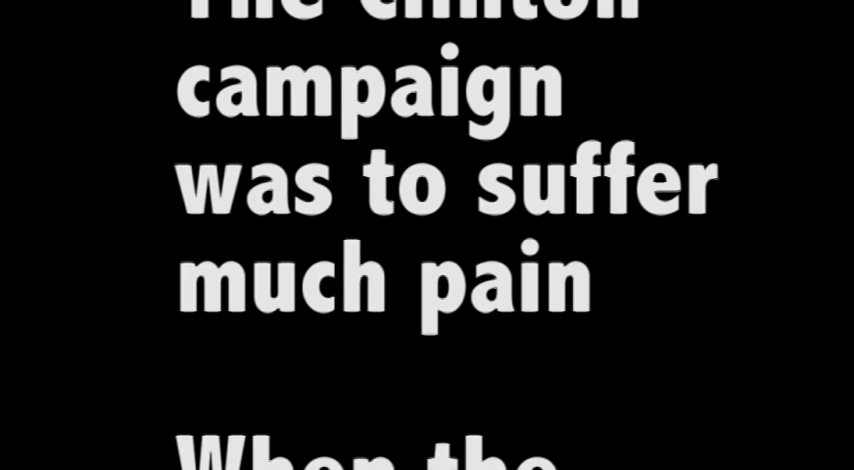 The Clinton
campaign
was to suffer
much pain
When the